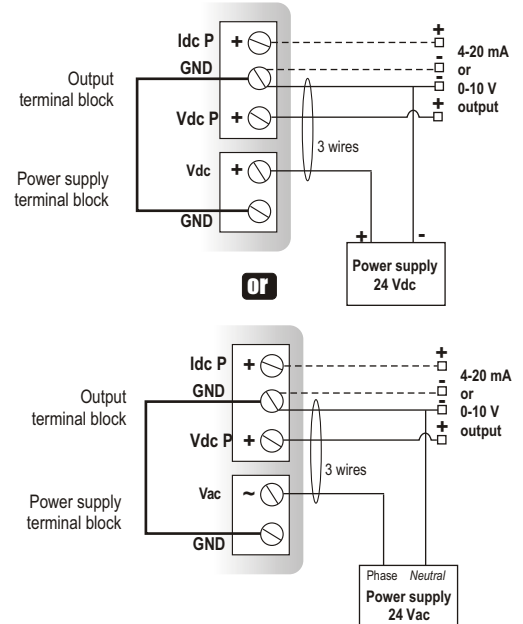 Idc P
+
GND
Vdc P
+
Output
terminal block
+
-
4-20 mA
or
-
0-10 V
+
output
3 wires
Vdc
+
Power supply
terminal block
GND
+
-
Power supply
24 Vdc
or
Idc P
+
GND
Vdc P
+
Output
terminal block
+
-
4-20 mA
or
-
0-10 V
+
output
3 wires
Vac
~
Power supply
terminal block
GND
Phase Neutral
Power supply
24 Vac